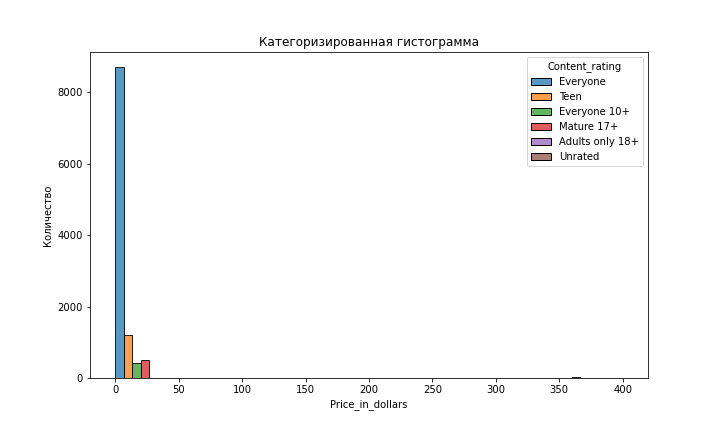 Категоризированная гистограмма
Content_rating
Everyone
Teen
Everyone 10+
Mature 17+
Adults only 18+
Unrated
Количество
8000
6000
4000
2000
0
0 50 100 150 200 250 300 350 400
Price_in_dollars